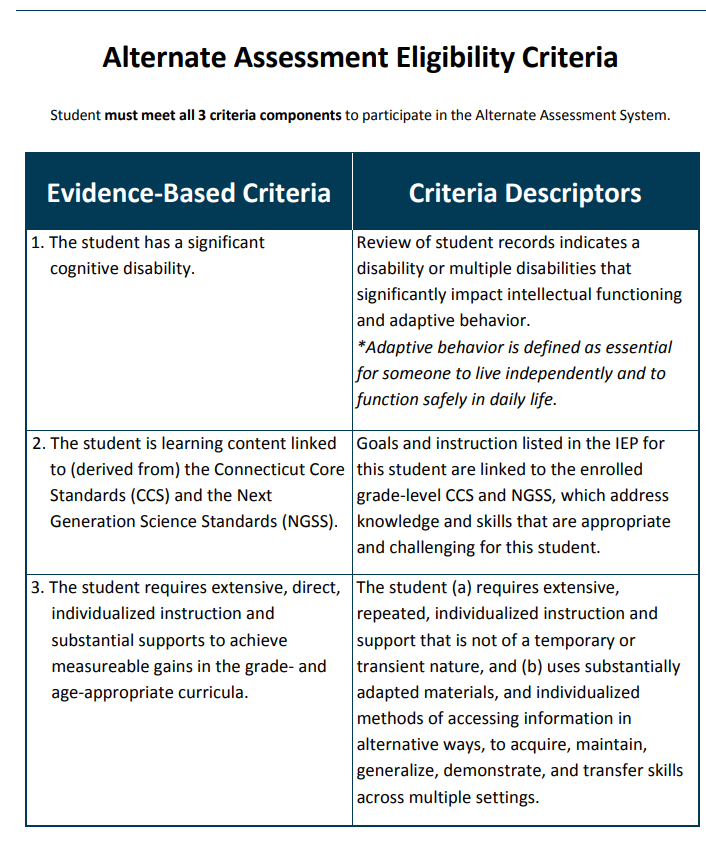 Alternate Assessment Eligibility Criteria
Student must meet all 3 criteria components to participate in the Alternate Assessment System.
Evidence-Based Criteria
Criteria Descriptors
1. The student has a significant
cognitive disability.
Review of student records indicates a
disability or multiple disabilities that
significantly impact intellectual functioning
and adaptive behavior.
*Adaptive behavior is defined as essential
for someone to live independently and to
function safely in daily life.
2. The student is learning content linked
to (derived from) the Connecticut Core
Standards (CCS) and the Next
Generation Science Standards (NGSS).
Goals and instruction listed in the IEP for
this student are linked to the enrolled
grade-level CCS and NGSS, which address
knowledge and skills that are appropriate
and challenging for this student.
3. The student requires extensive, direct,
individualized instruction and
substantial supports to achieve
measureable gains in the grade- and
age-appropriate curricula.
The student (a) requires extensive,
repeated, individualized instruction and
support that is not of a temporary or
transient nature, and (b) uses substantially
adapted materials, and individualized
methods of accessing information in
alternative ways, to acquire, maintain,
generalize, demonstrate, and transfer skills
across multiple settings.